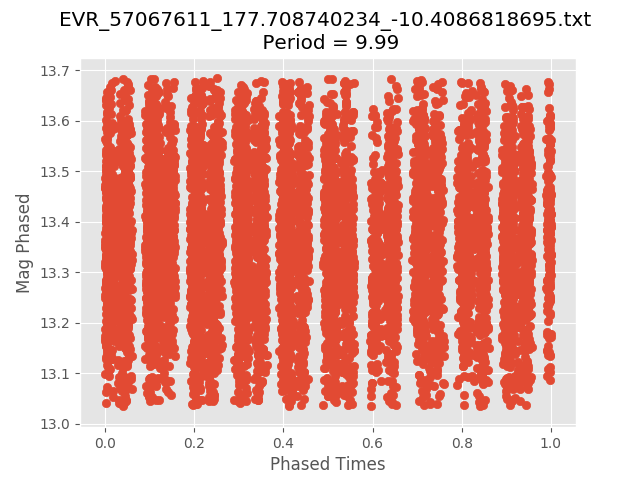 EVR_57067611_177.708740234_-10.4086818695.txt
Period = 9.99
13.7
13.6
13.5
13.4
13.3
13.2
13.1
13.0
Mag Phased
0.0 0.2 0.4 0.6 0.8 1.0
Phased Times